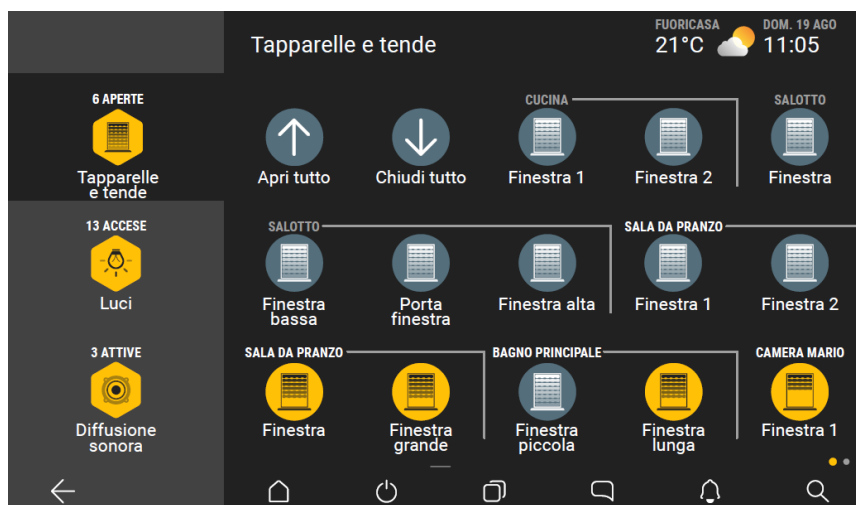 Tapparelle e tende
FUORICASA
21°C
DOM. 19 AGO
11:05
6 APERTE
Tapparelle
e tende
13 ACCESE
Luci
3 ATTIVE
Diffusione
sonora
Apri tutto
Chiudi tutto
CUCINA
Finestra 1
Finestra 2
SALOTTO
Finestra
SALOTTO
Finestra
bassa
Porta
finestra
Finestra alta
SALA DA PRANZO
Finestra 1
Finestra 2
SALA DA PRANZO
Finestra
Finestra
grande
BAGNO PRINCIPALE
Finestra
piccola
Finestra
lunga
CAMERA MARIO
Finestra 1